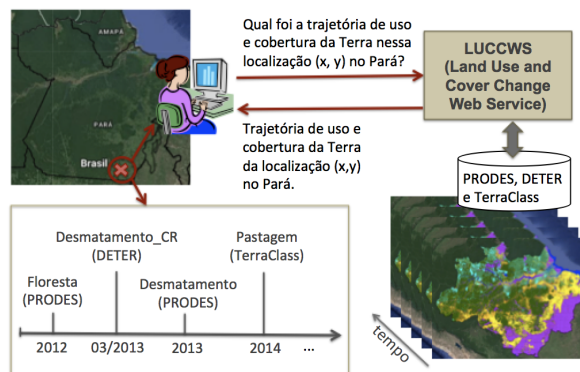 AMAPA
PARÁ
Brasil
Qual foi a trajetória de uso
e cobertura da Terra nessa
localização (x, y) no Pará?
Trajetória de uso e
cobertura da Terra
da localização (x,y)
no Pará.
LUCCWS
(Land Use and
Cover Change
Web Service)
PRODES, DETER
e TerraClass
tempo
Desmatamento_CR
(DETER)
Pastagem
(TerraClass)
Floresta
(PRODES)
Desmatamento
(PRODES)
2012
03/2013
2013
2014
...